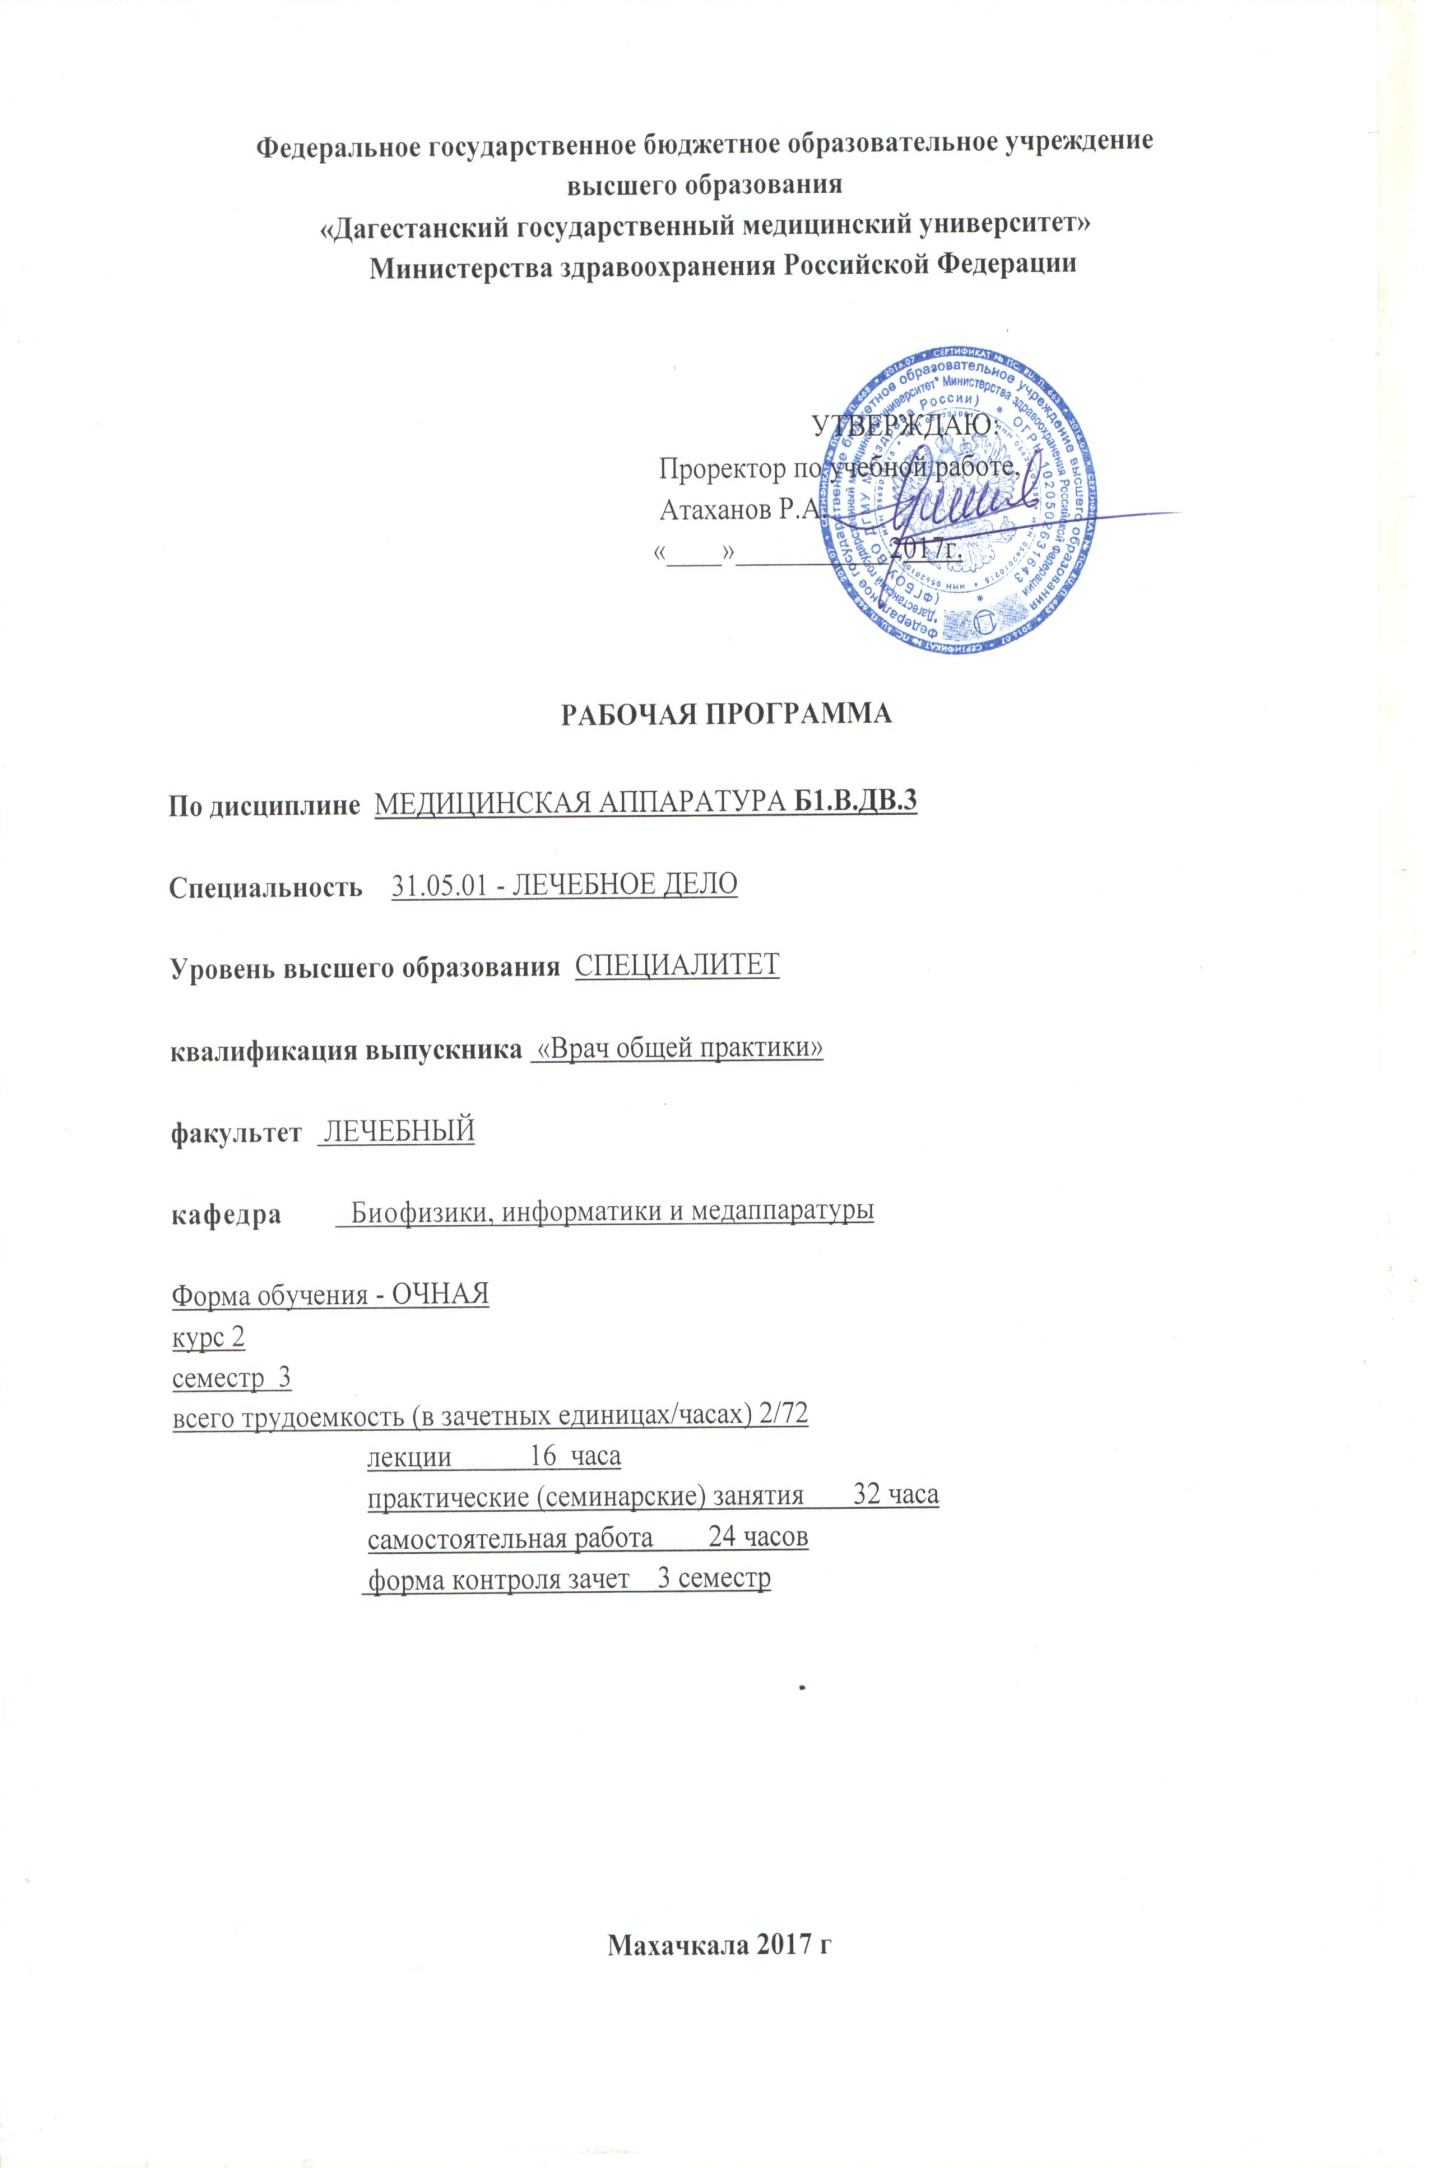 Федеральное государственное бюджетное образовательное учреждение
высшего образования
«Дагестанский государственный медицинский университет»
Министерства здравоохранения Российской Федерации
УТВЕРЖДАЮ:
Проректор по учебной работе,
Атаханов Р.А.
«____»___________2017г.
РАБОЧАЯ ПРОГРАММА
По дисциплине МЕДИЦИНСКАЯ АППАРАТУРА Б1.В.ДВ.3
Специальность 31.05.01 - ЛЕЧЕБНОЕ ДЕЛО
Уровень высшего образования СПЕЦИАЛИТЕТ
квалификация выпускника «Врач общей практики»
факультет ЛЕЧЕБНЫЙ
кафедра Биофизики, информатики и медаппаратуры
Форма обучения - ОЧНАЯ
курс 2
семестр 3
всего трудоемкость (в зачетных единицах/часах) 2/72
лекции 16 часа
практические (семинарские) занятия 32 часа
самостоятельная работа 24 часов
форма контроля зачет 3 семестр
Махачкала 2017 г